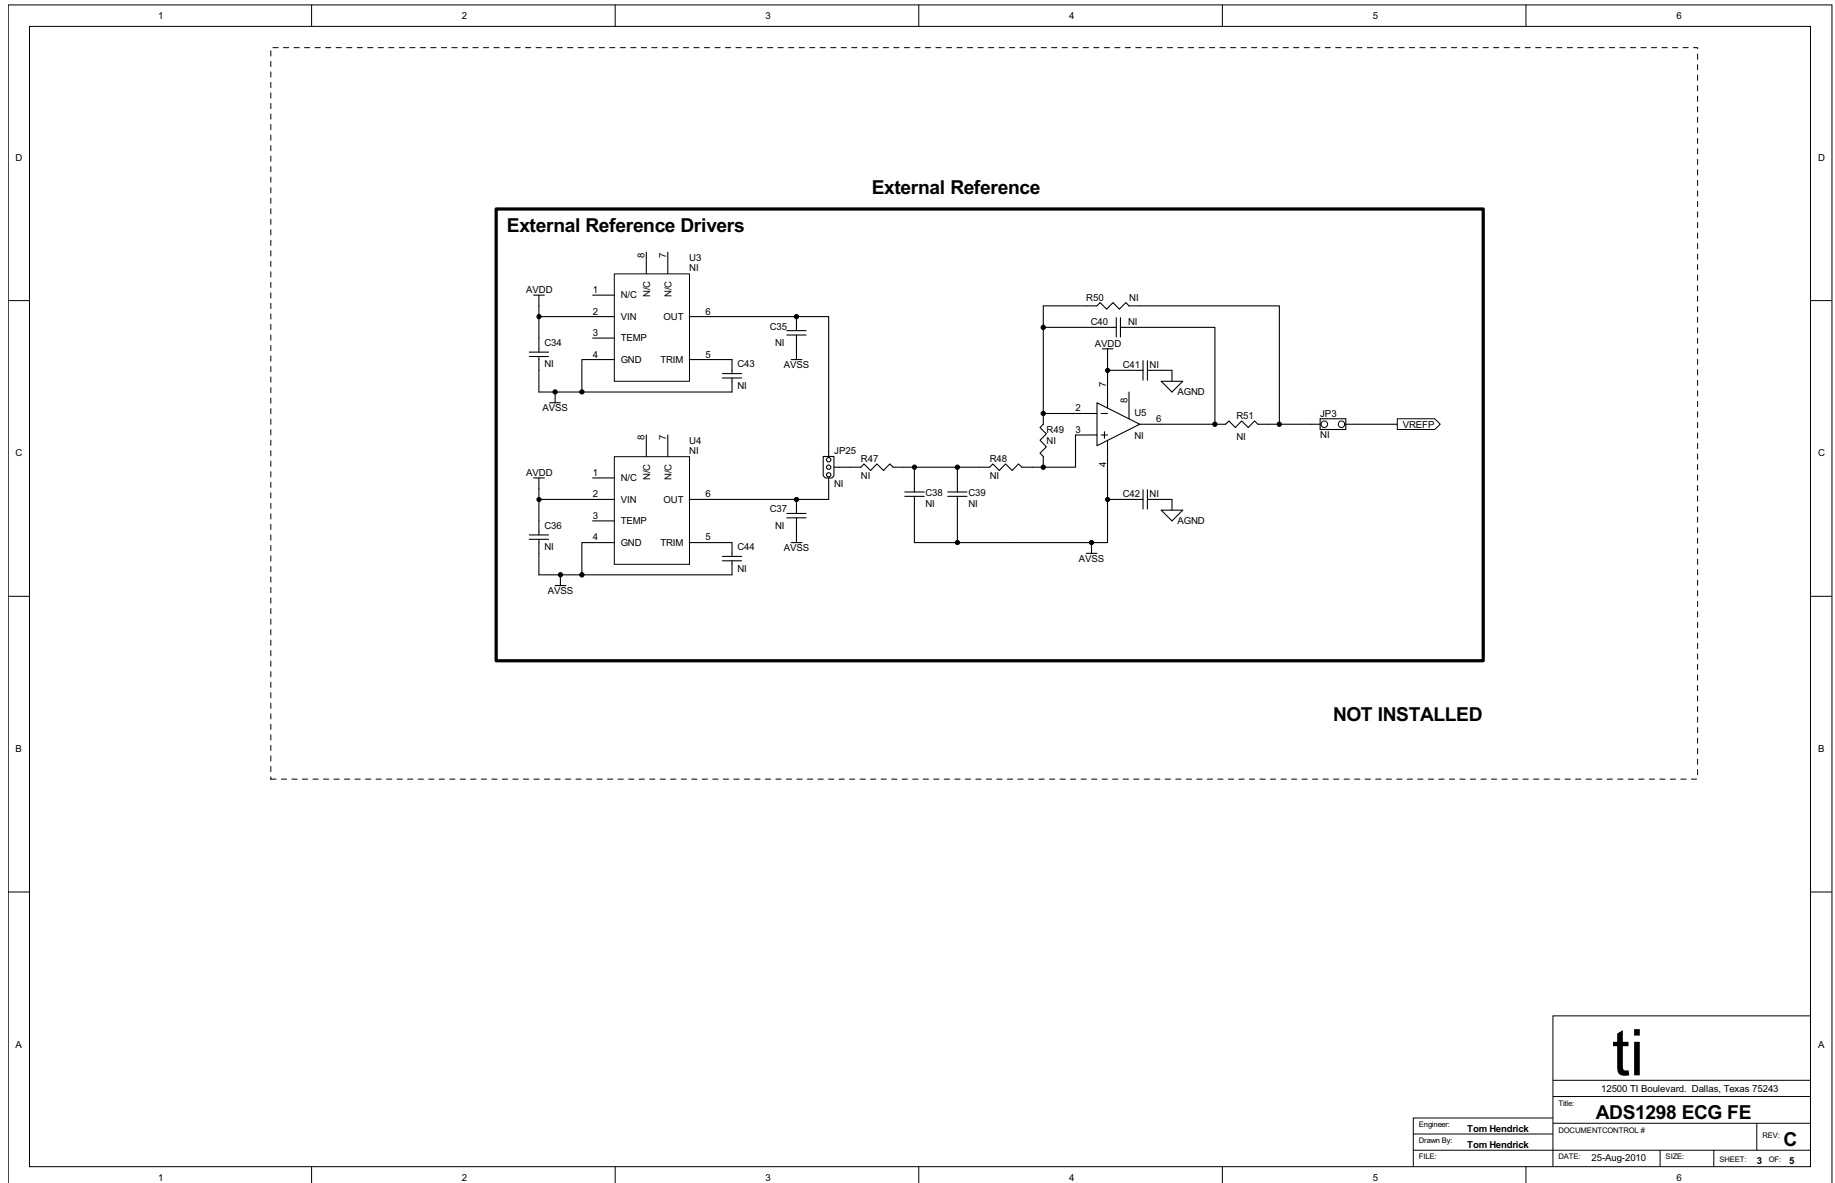 1 2 3 4 5 6
D D
External Reference
External Reference Drivers
8 7 U3
NI
N/C N/C
AVDD
1 N/C
2 VIN OUT 6
3 TEMP
4 GND TRIM 5
C34
NI
C35
NI
AVSS
C43
NI
AVSS
8 7 U4
NI
N/C N/C
AVDD
1 N/C
2 VIN OUT 6
3 TEMP
4 GND TRIM 5
C36
NI
C37
NI
AVSS
C44
NI
AVSS
JP25
NI
R47
NI
C38
NI
C39
NI
R48
NI
R49
NI
R50 NI
C40 NI
AVDD
C41 NI
AGND
7
8
2
3
U5
6
NI
4
C42 NI
AGND
AVSS
R51
NI
JP3
NI
VREFP
C C
NOT INSTALLED
B B
A A
ti
12500 TI Boulevard. Dallas, Texas 75243
Title: ADS1298 ECG FE
Engineer: Tom Hendrick
DOCUMENTCONTROL #
REV: C
Drawn By: Tom Hendrick
FILE:
DATE: 25-Aug-2010 SIZE: SHEET: 3 OF: 5
1 2 3 4 5 6